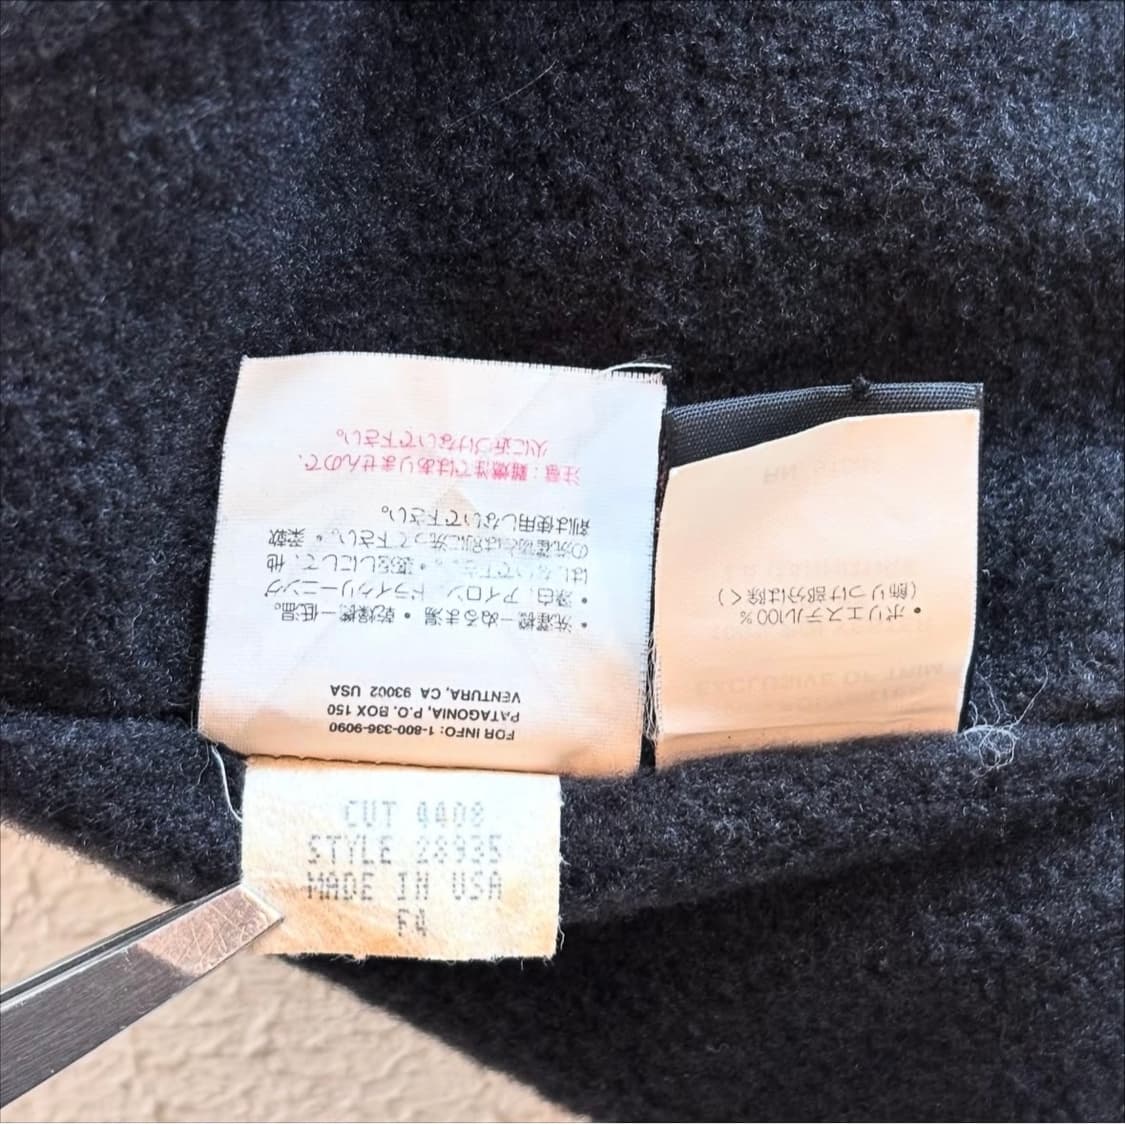 FOR INFO: 1-800-336-9090
PATAGONIA, P.O. BOX 150
VENTURA, CA 93002 USA
• 洗濯機－ぬるま湯 • 乾燥機－低温。
• 漂白、アイロン、ドライクリーニング
はしないで下さい。 • 裏返しにして、他
の洗濯物とは別に洗って下さい。 • 柔軟
剤は使用しないで下さい。
注意：難燃性ではありませんので、
火に近づけないで下さい。
• ポリエステル100%
(飾りつけ部分は除く)
EXCLUSIVE OF TRIM
CUT 4408
STYLE 28935
MADE IN USA
F4